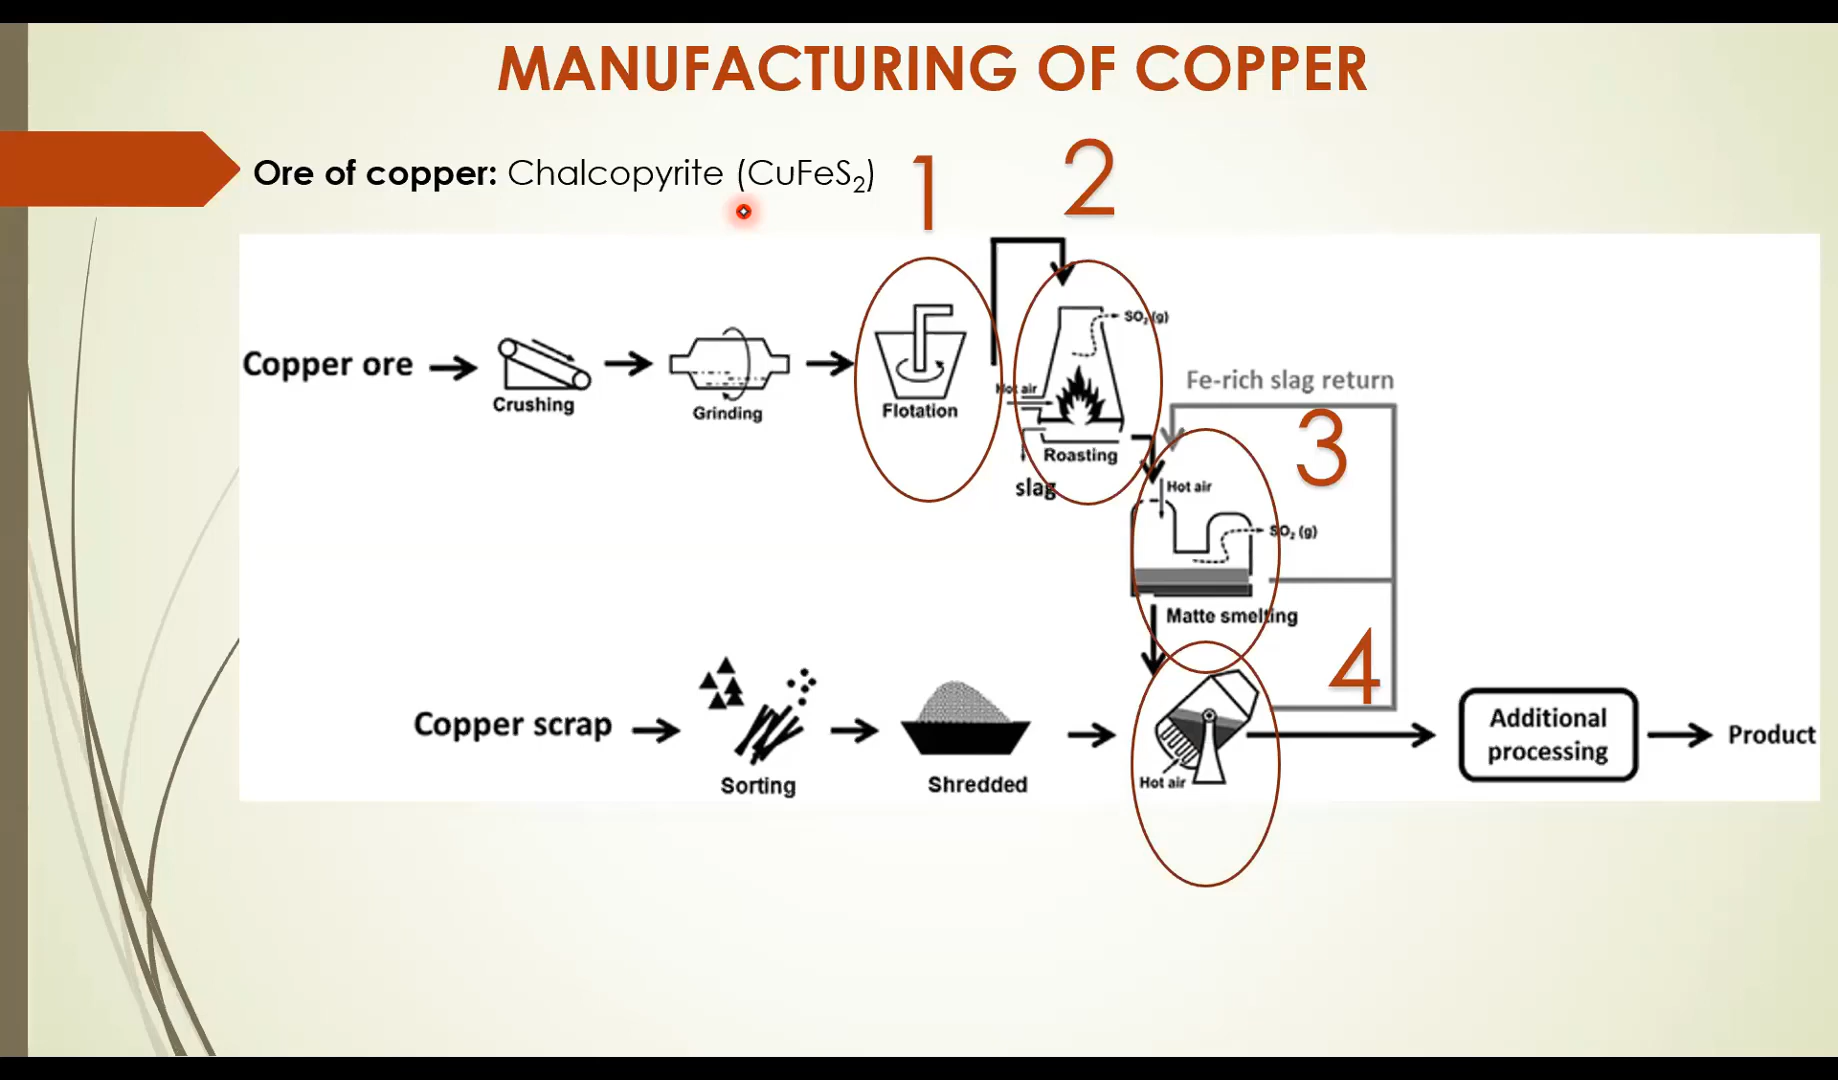 MANUFACTURING OF COPPER
Ore of copper: Chalcopyrite (CuFeS₂)
1
2
SO₂ (g)
Copper ore
Crushing
Grinding
Flotation
Hot air
Roasting
slag
Fe-rich slag return
3
Hot air
SO₂ (g)
Matte smelting
4
Copper scrap
Sorting
Shredded
Hot air
Additional
processing
Product